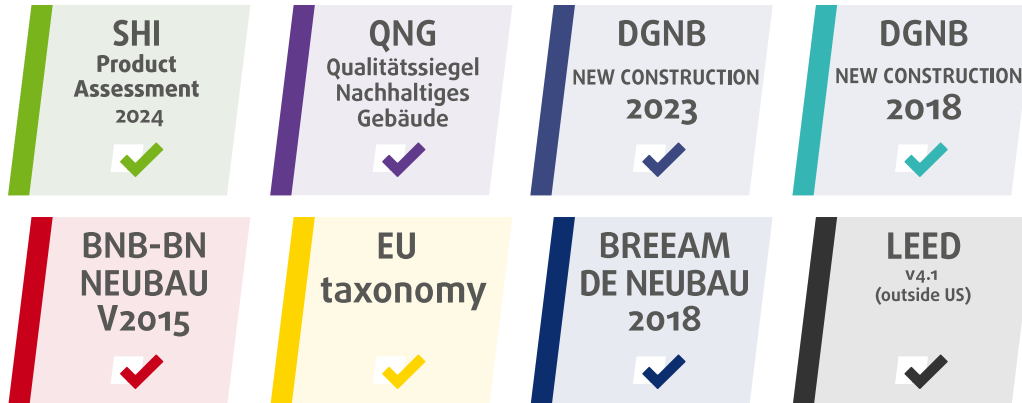 SHI
Product
Assessment
2024
QNG
Qualitätssiegel
Nachhaltiges
Gebäude
DGNB
NEW CONSTRUCTION
2023
DGNB
NEW CONSTRUCTION
2018
BNB-BN
NEUBAU
V2015
EU
taxonomy
BREEAM
DE NEUBAU
2018
LEED
v4.1
(outside US)